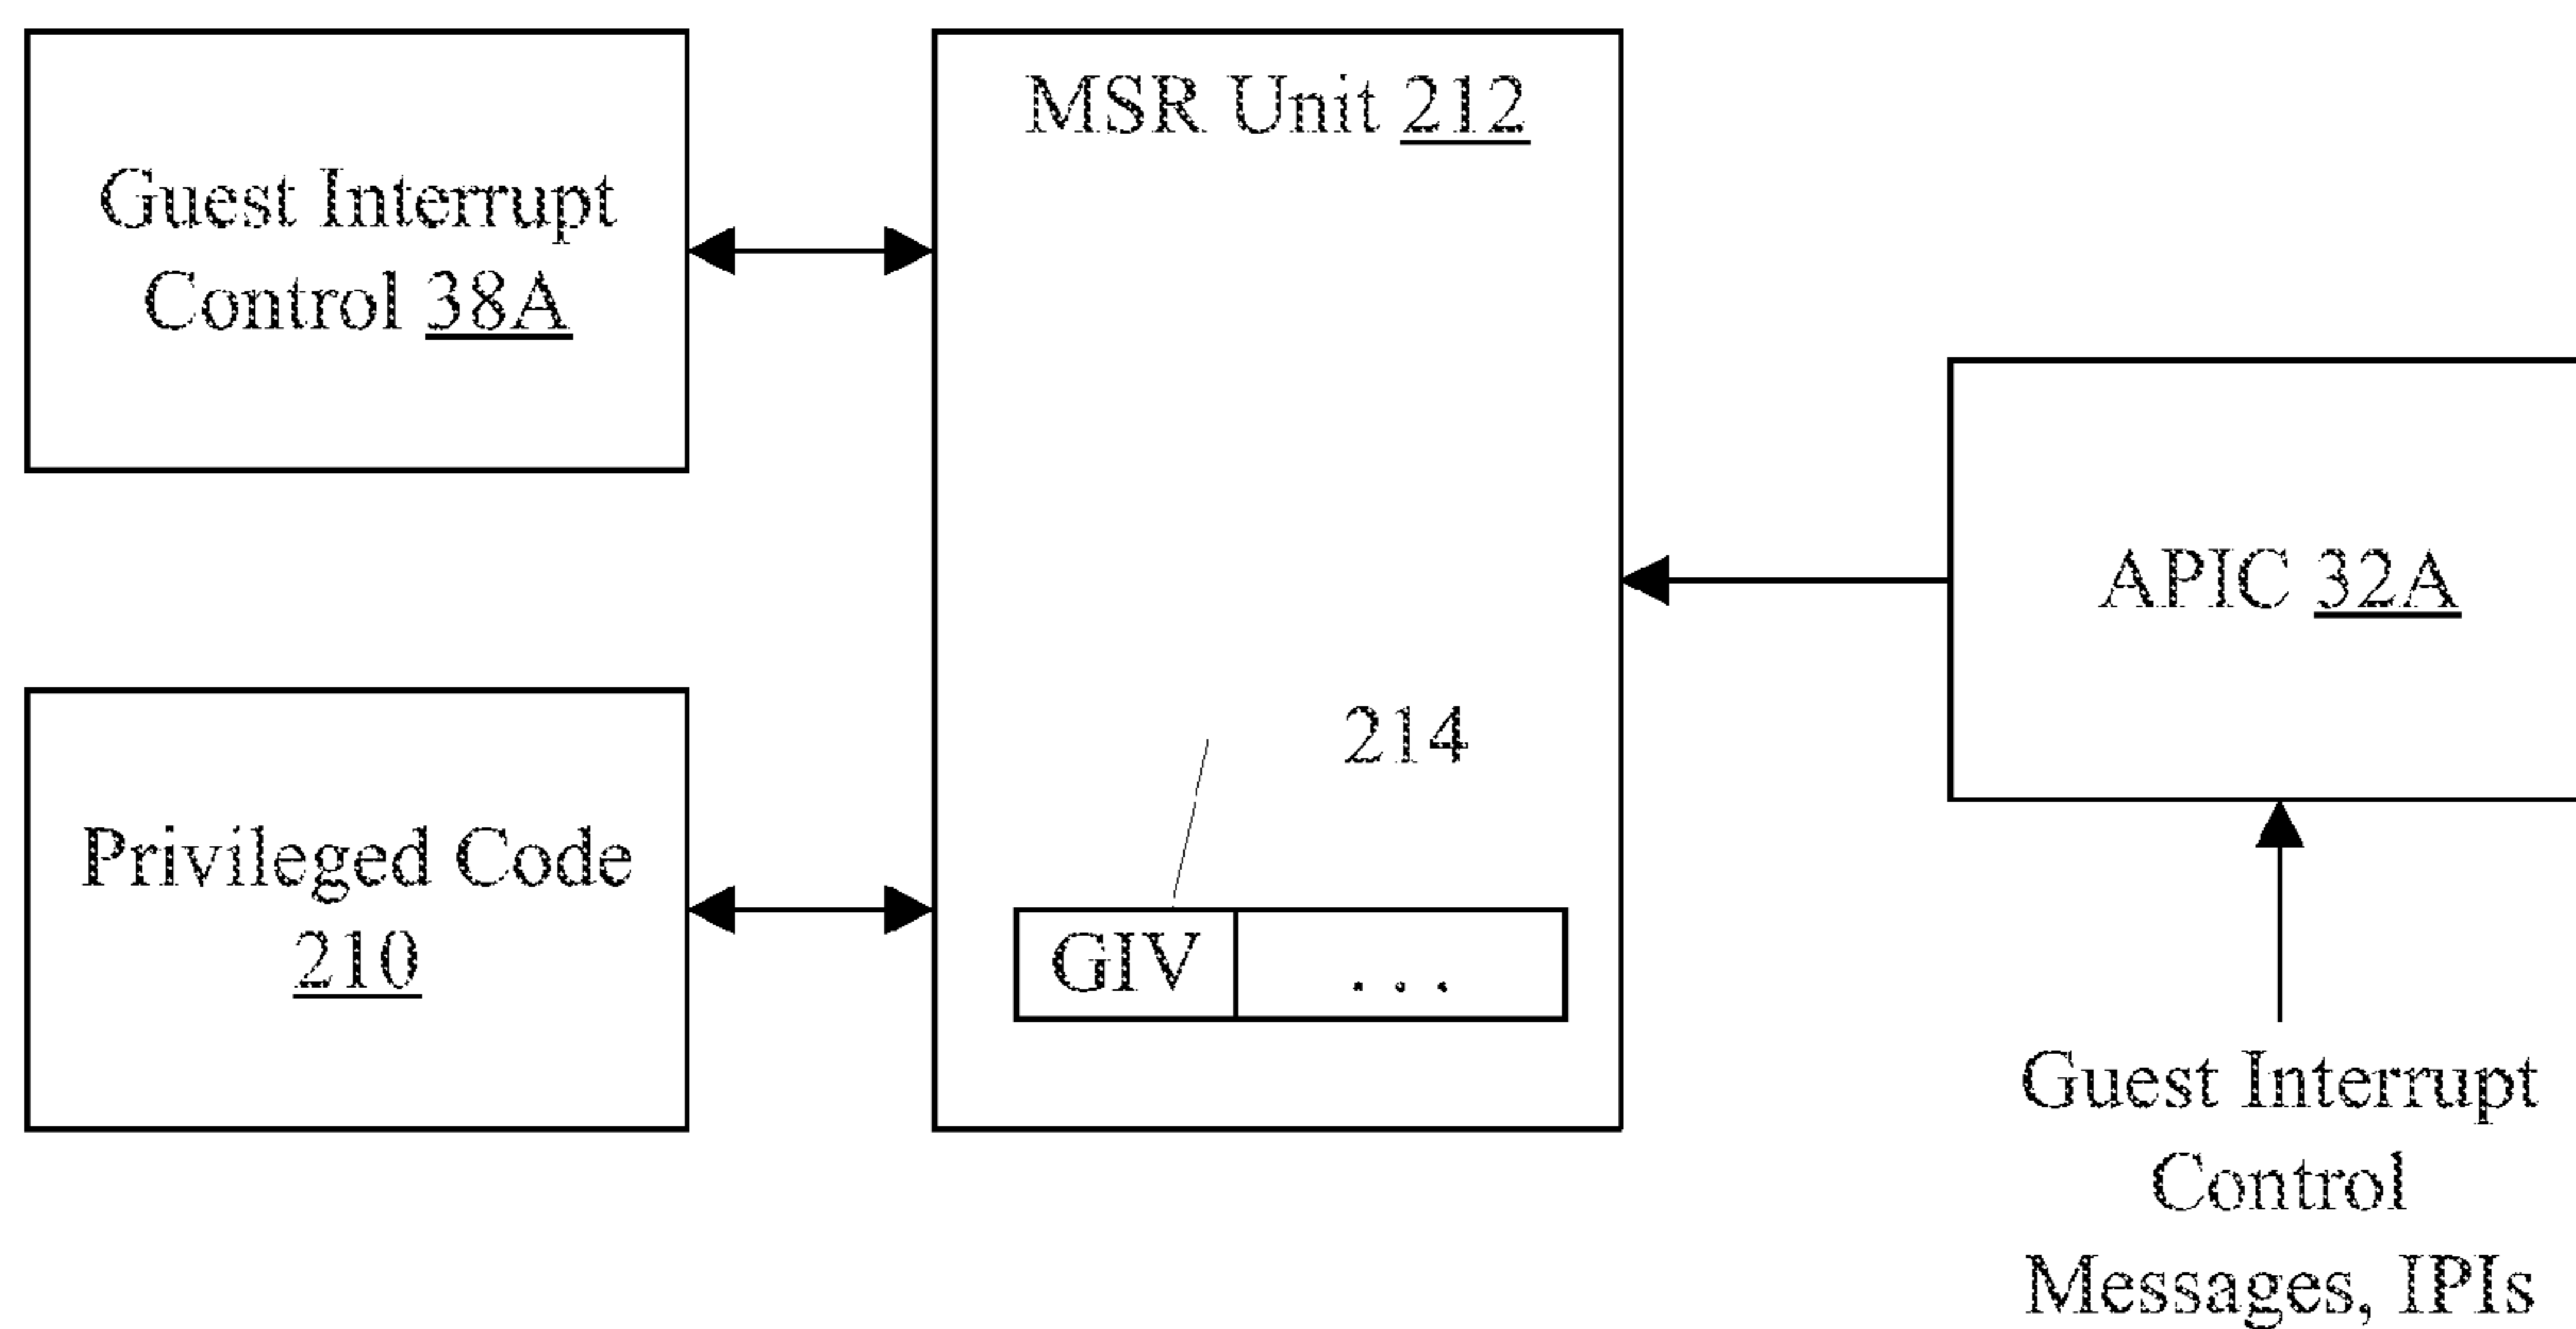 Guest Interrupt
Control 38A
MSR Unit 212
APIC 32A
214
Privileged Code
210
GIV
. . .
Guest Interrupt
Control
Messages, IPIs